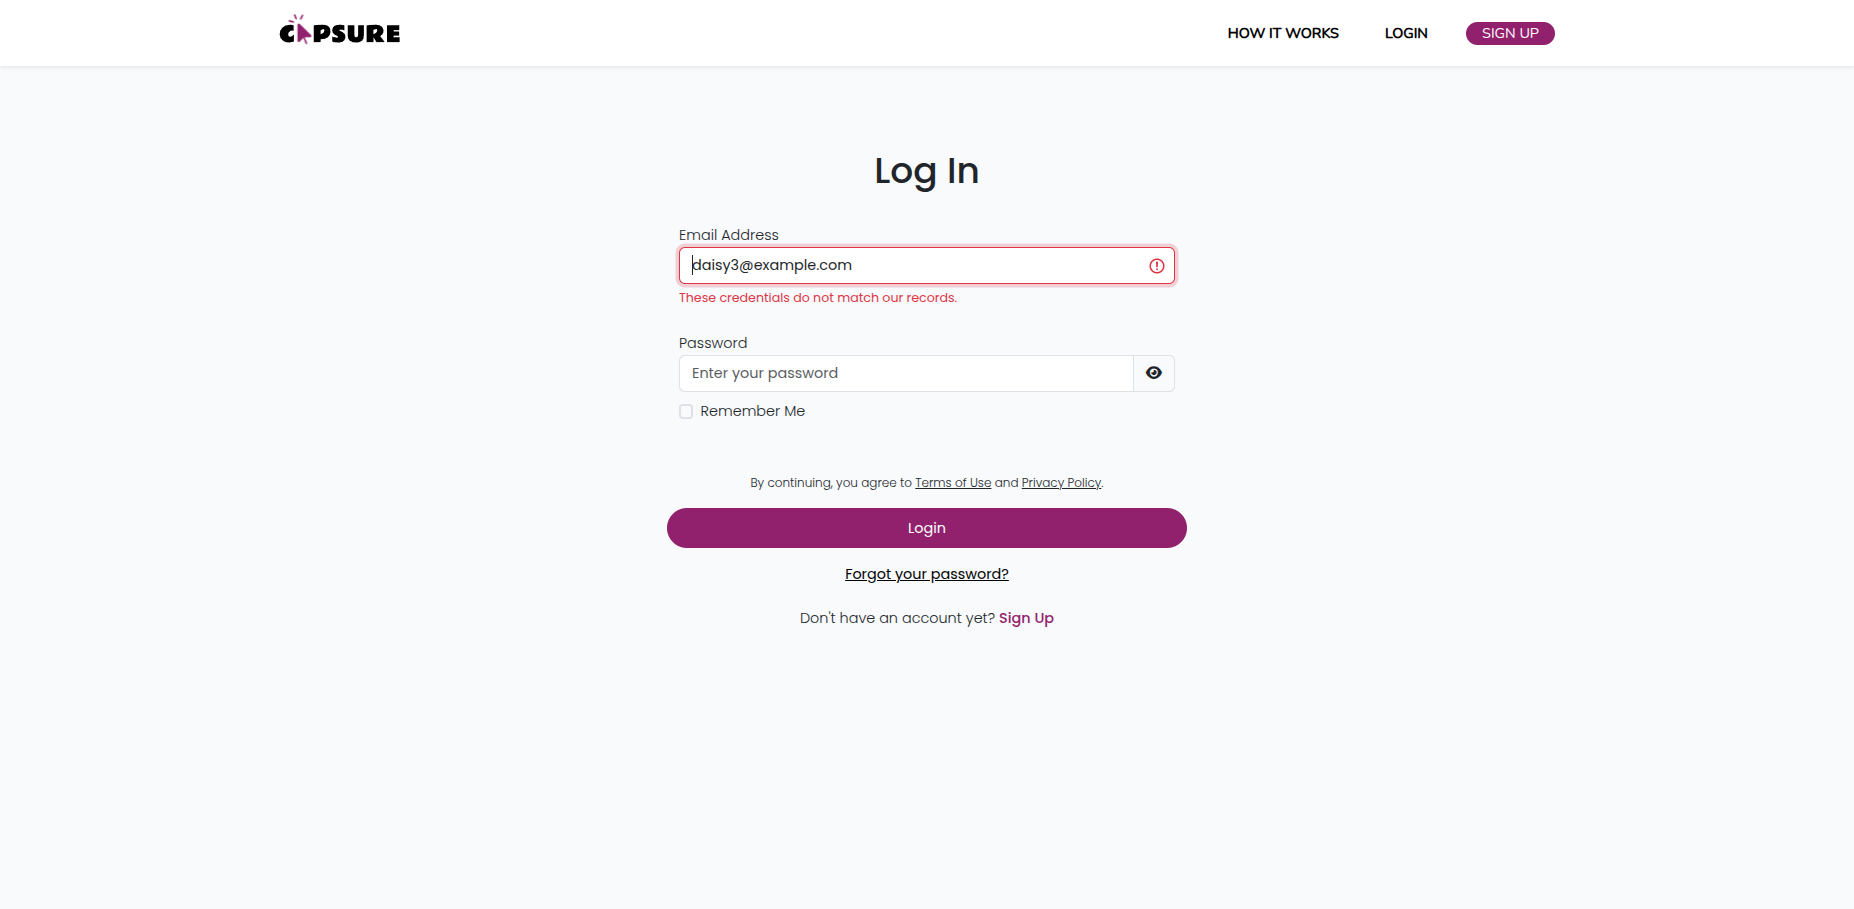 CAPSURE
HOW IT WORKS
LOGIN
SIGN UP
Log In
Email Address
daisy3@example.com
These credentials do not match our records.
Password
Enter your password
Remember Me
By continuing, you agree to Terms of Use and Privacy Policy.
Login
Forgot your password?
Don't have an account yet? Sign Up